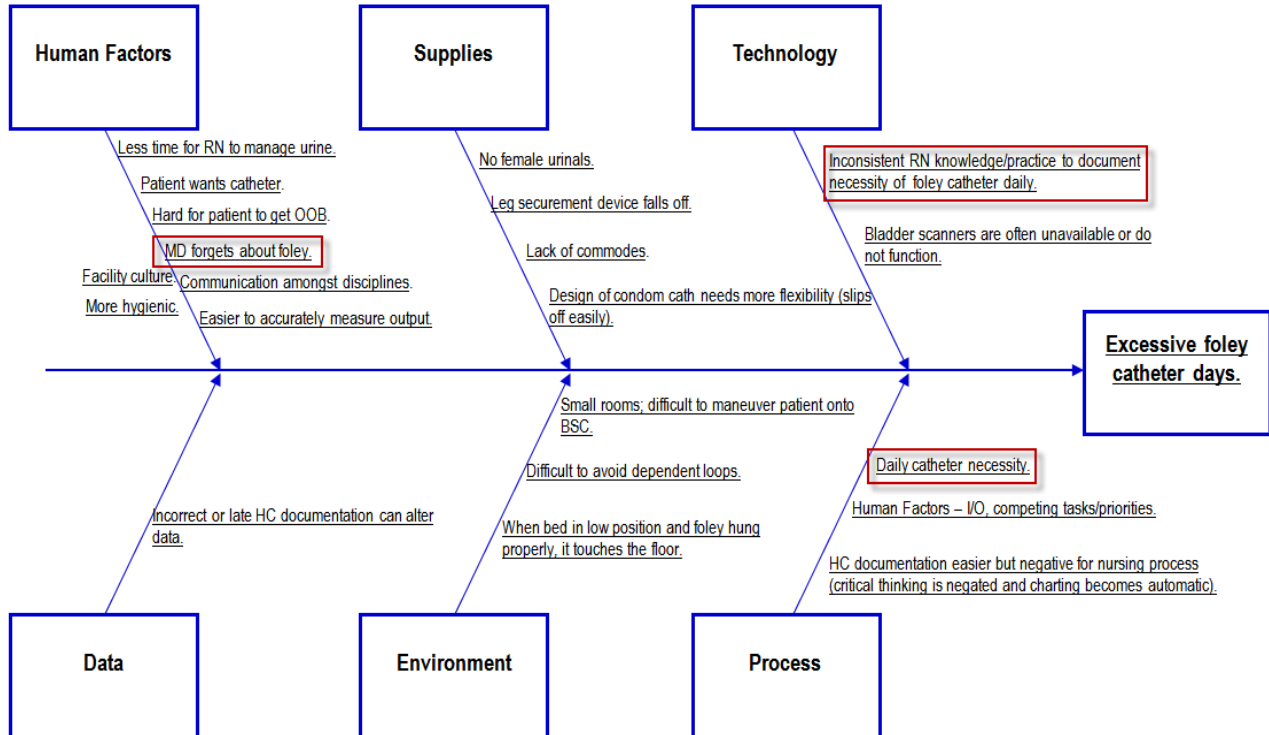 Human Factors
Supplies
Technology
Less time for RN to manage urine.
Patient wants catheter.
Hard for patient to get OOB.
MD forgets about foley.
Facility culture.
Communication amongst disciplines.
More hygienic.
Easier to accurately measure output.
No female urinals.
Leg securement device falls off.
Lack of commodes.
Design of condom cath needs more flexibility (slips
off easily).
Inconsistent RN knowledge/practice to document
necessity of foley catheter daily.
Bladder scanners are often unavailable or do
not function.
Excessive foley
catheter days.
Incorrect or late HC documentation can alter
data.
Small rooms; difficult to maneuver patient onto
BSC.
Difficult to avoid dependent loops.
When bed in low position and foley hung
properly, it touches the floor.
Daily catheter necessity.
Human Factors – I/O, competing tasks/priorities.
HC documentation easier but negative for nursing process
(critical thinking is negated and charting becomes automatic).
Data
Environment
Process